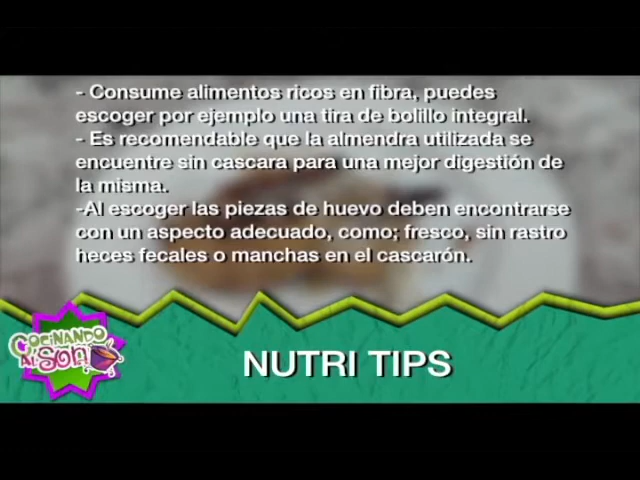 - Consume alimentos ricos en fibra, puedes
escoger por ejemplo una tira de bolillo integral.
- Es recomendable que la almendra utilizada se
encuentre sin cascara para una mejor digestión de
la misma.
-Al escoger las piezas de huevo deben encontrarse
con un aspecto adecuado, como; fresco, sin rastro
heces fecales o manchas en el cascarón.
COCINANDO
AL SON
NUTRI TIPS